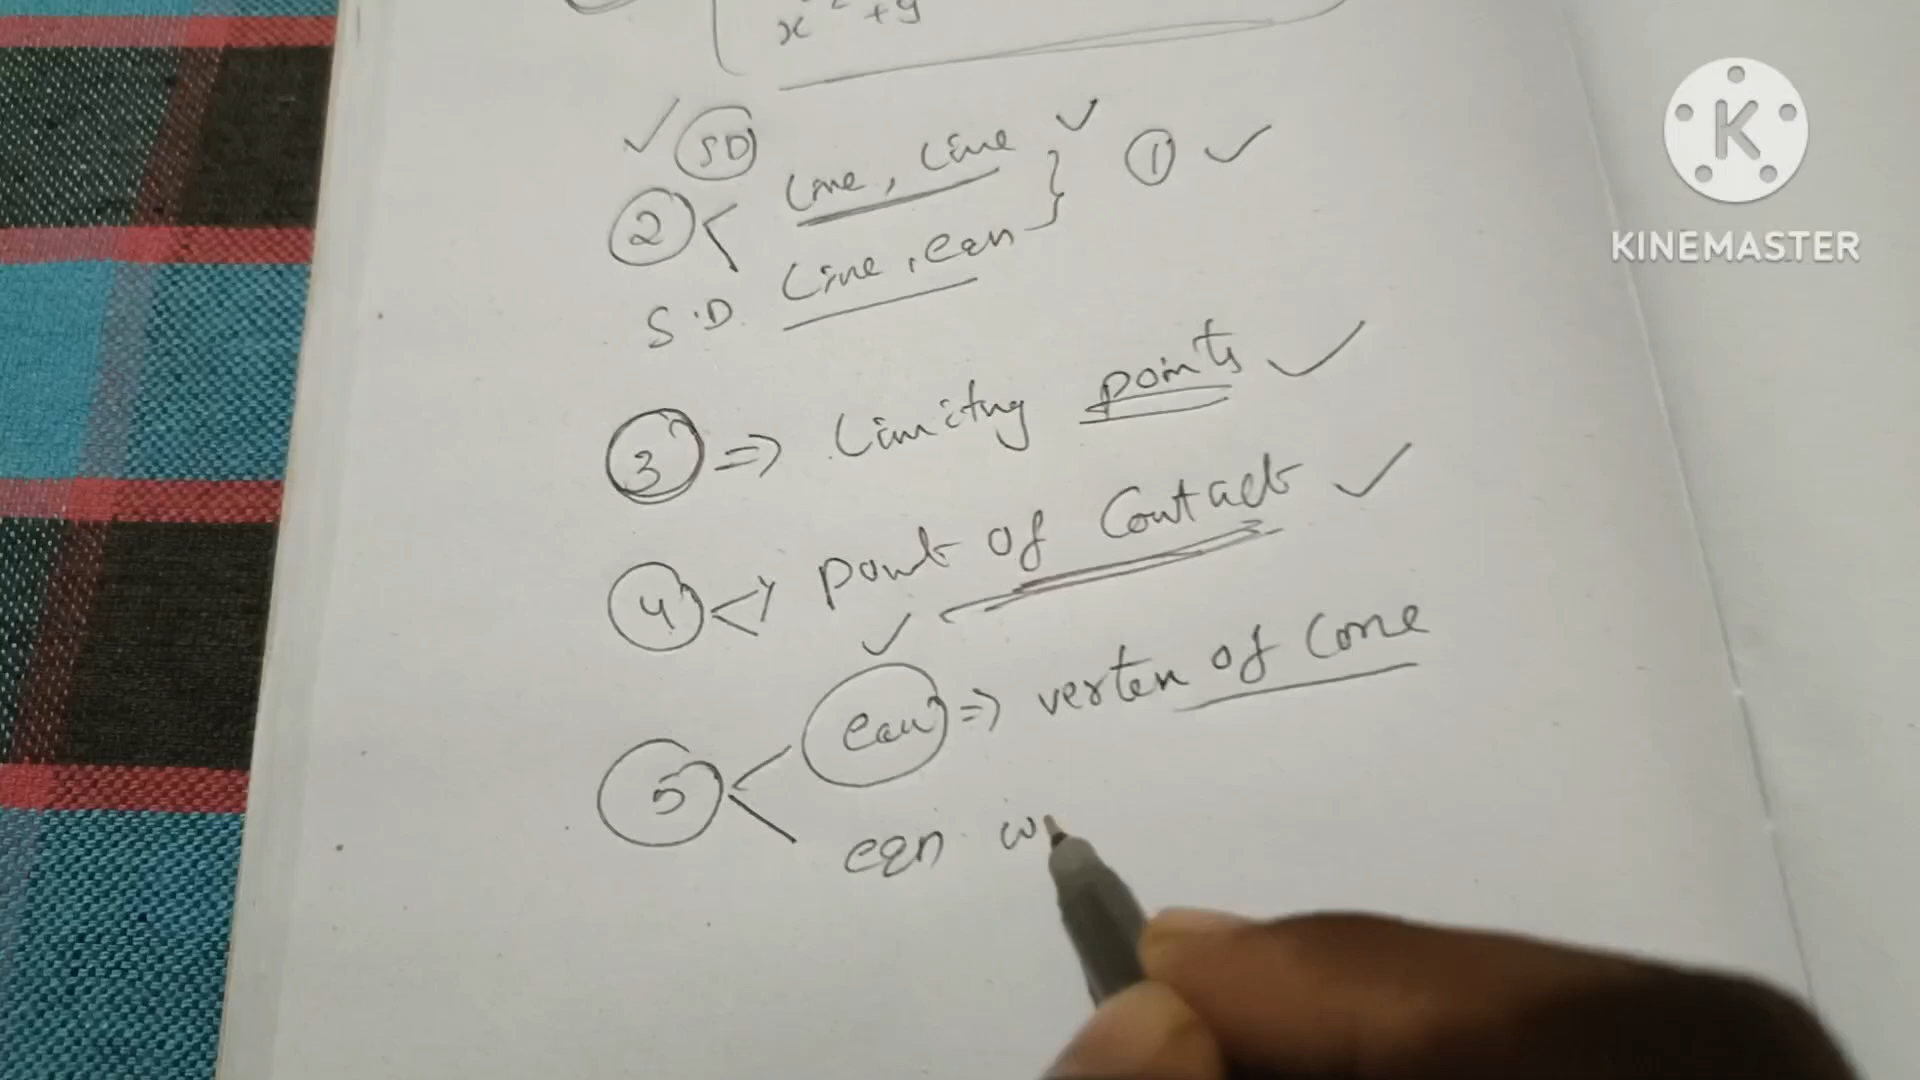 x² + y
SD
2 < Line, Line ①
S.D. Line, eqn
3 => Limiting points
4 => point of Contact
5 < eqn => vertex of Cone
eqn w
K
KINEMASTER